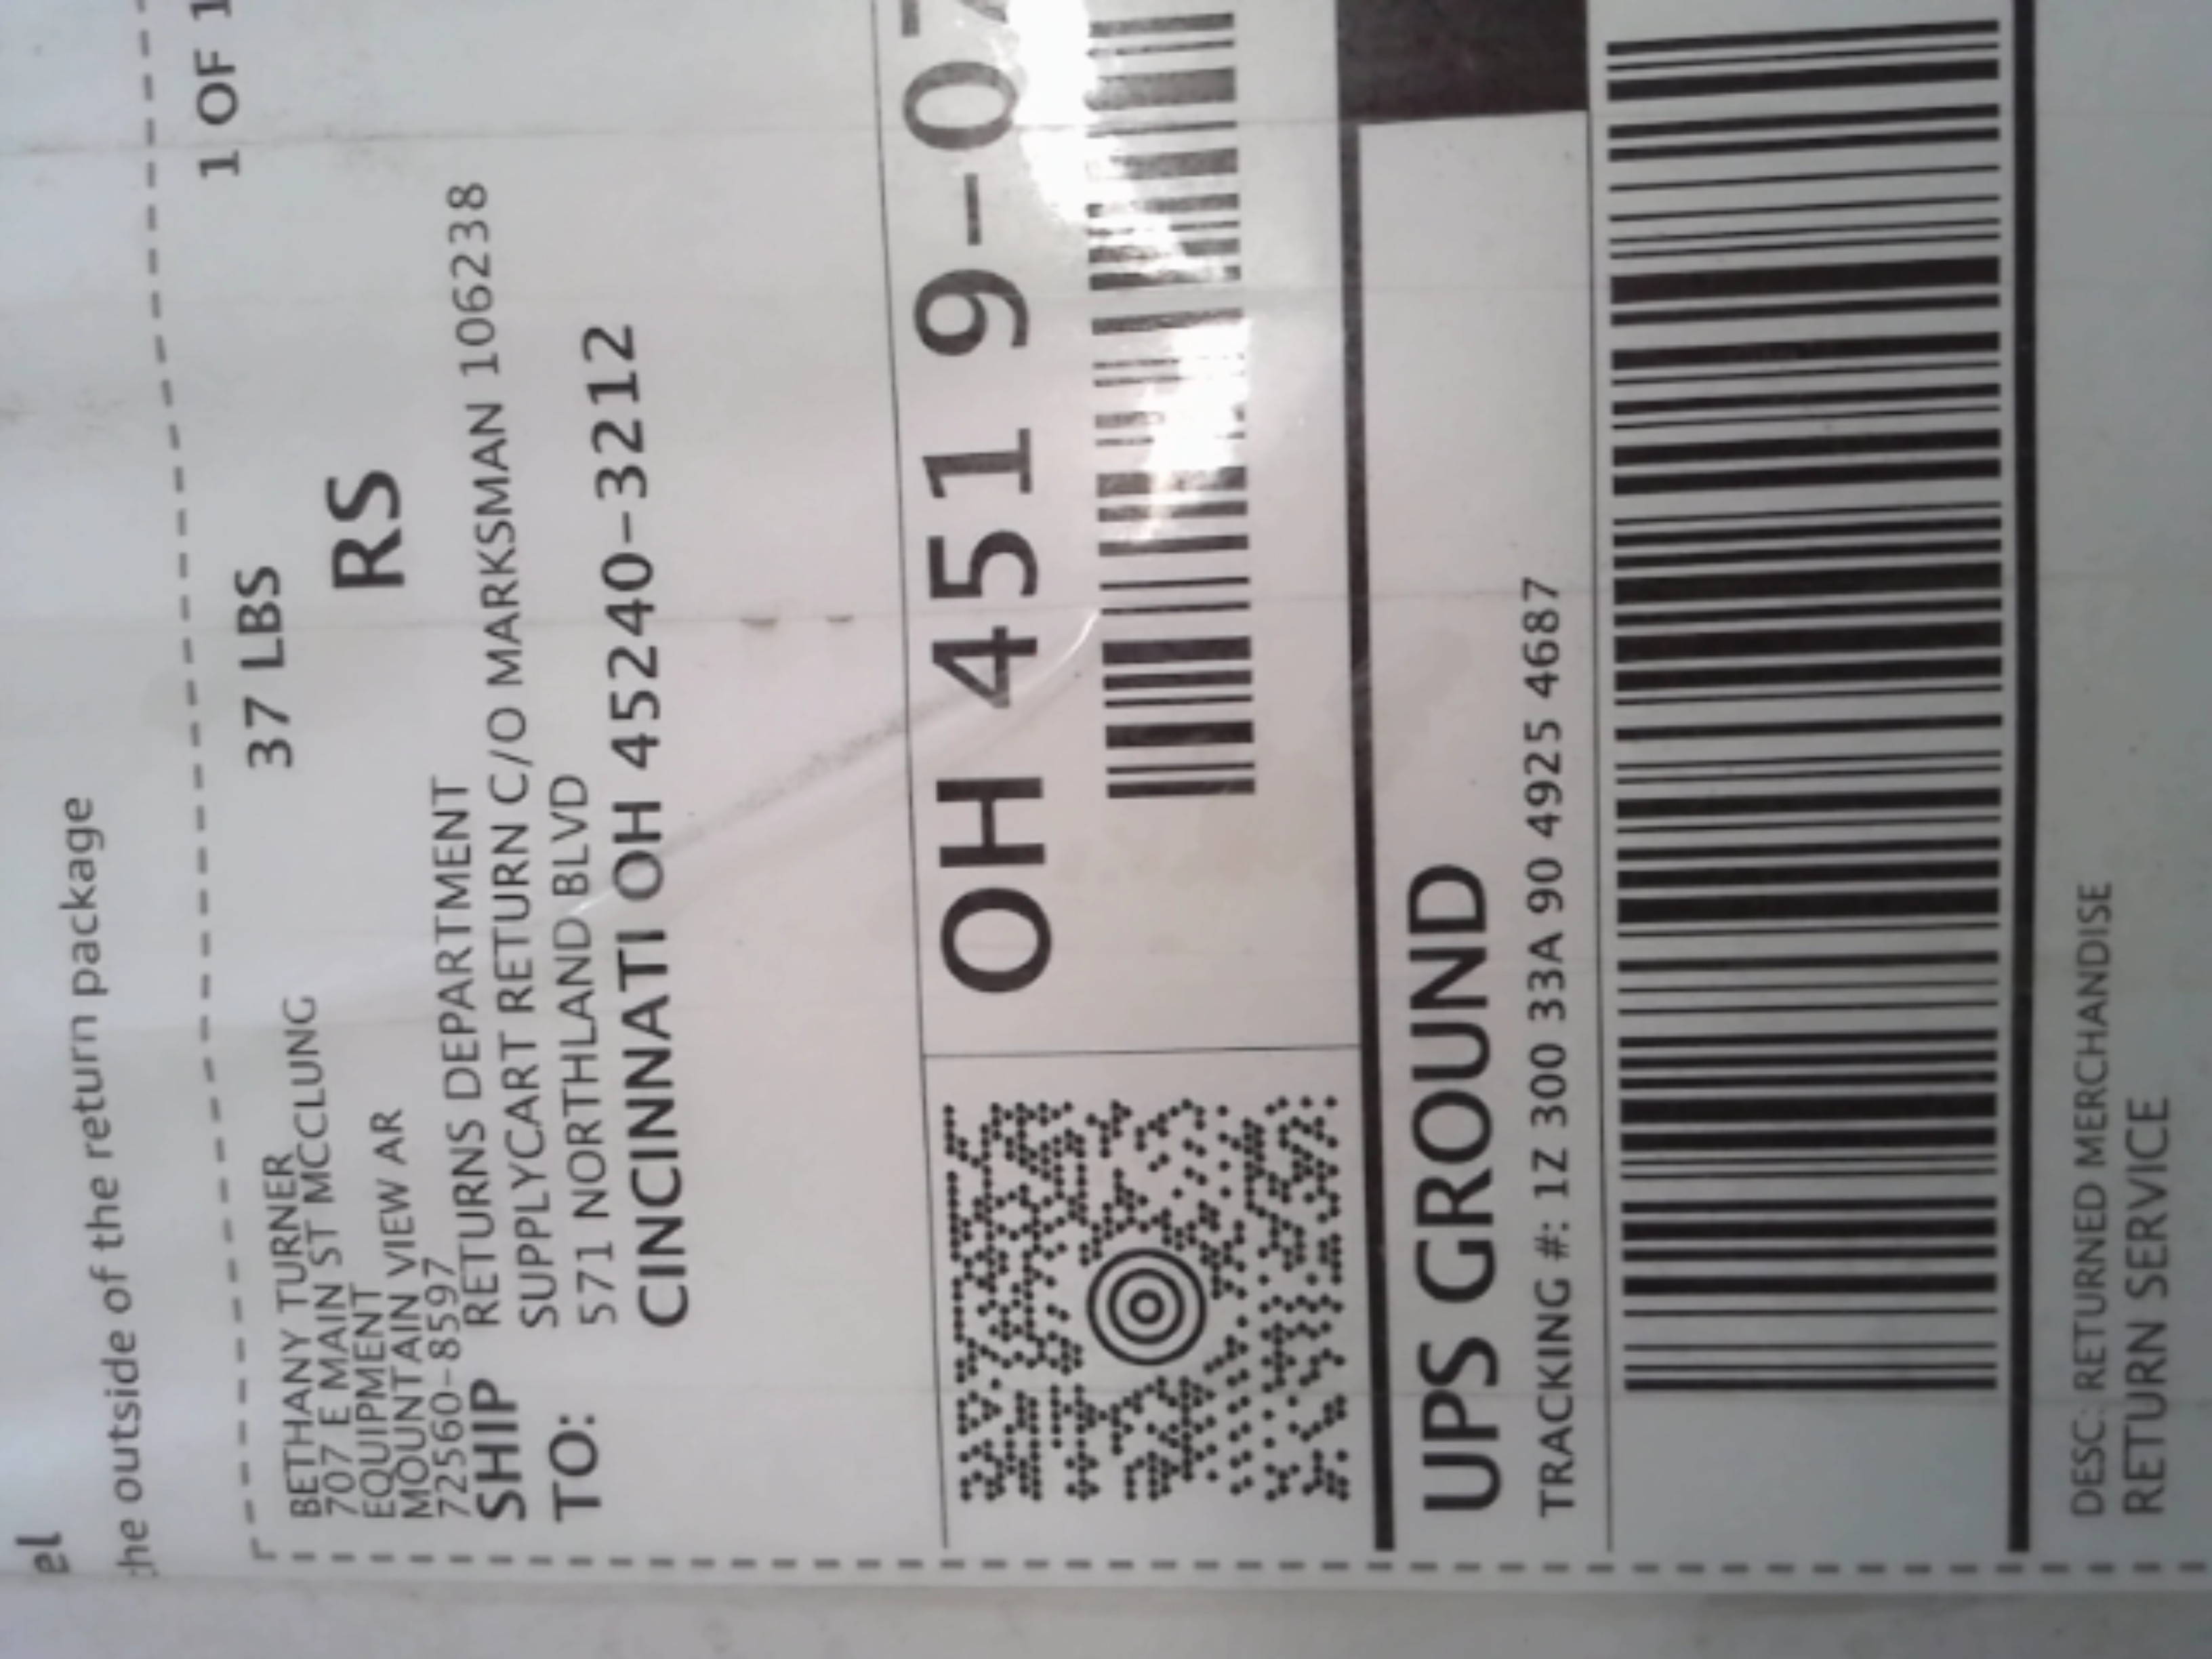 el
the outside of the return package
1 OF 1
37 LBS
RS
BETHANY TURNER
707 E MAIN ST MCCLUNG
EQUIPMENT
MOUNTAIN VIEW AR
72560-8597
SHIP
TO:
RETURNS DEPARTMENT
SUPPLYCART RETURN C/O MARKSMAN 106238
571 NORTHLAND BLVD
CINCINNATI OH 45240-3212
OH 451 9-0
UPS GROUND
TRACKING #: 1Z 300 33A 90 4925 4687
DESC: RETURNED MERCHANDISE
RETURN SERVICE